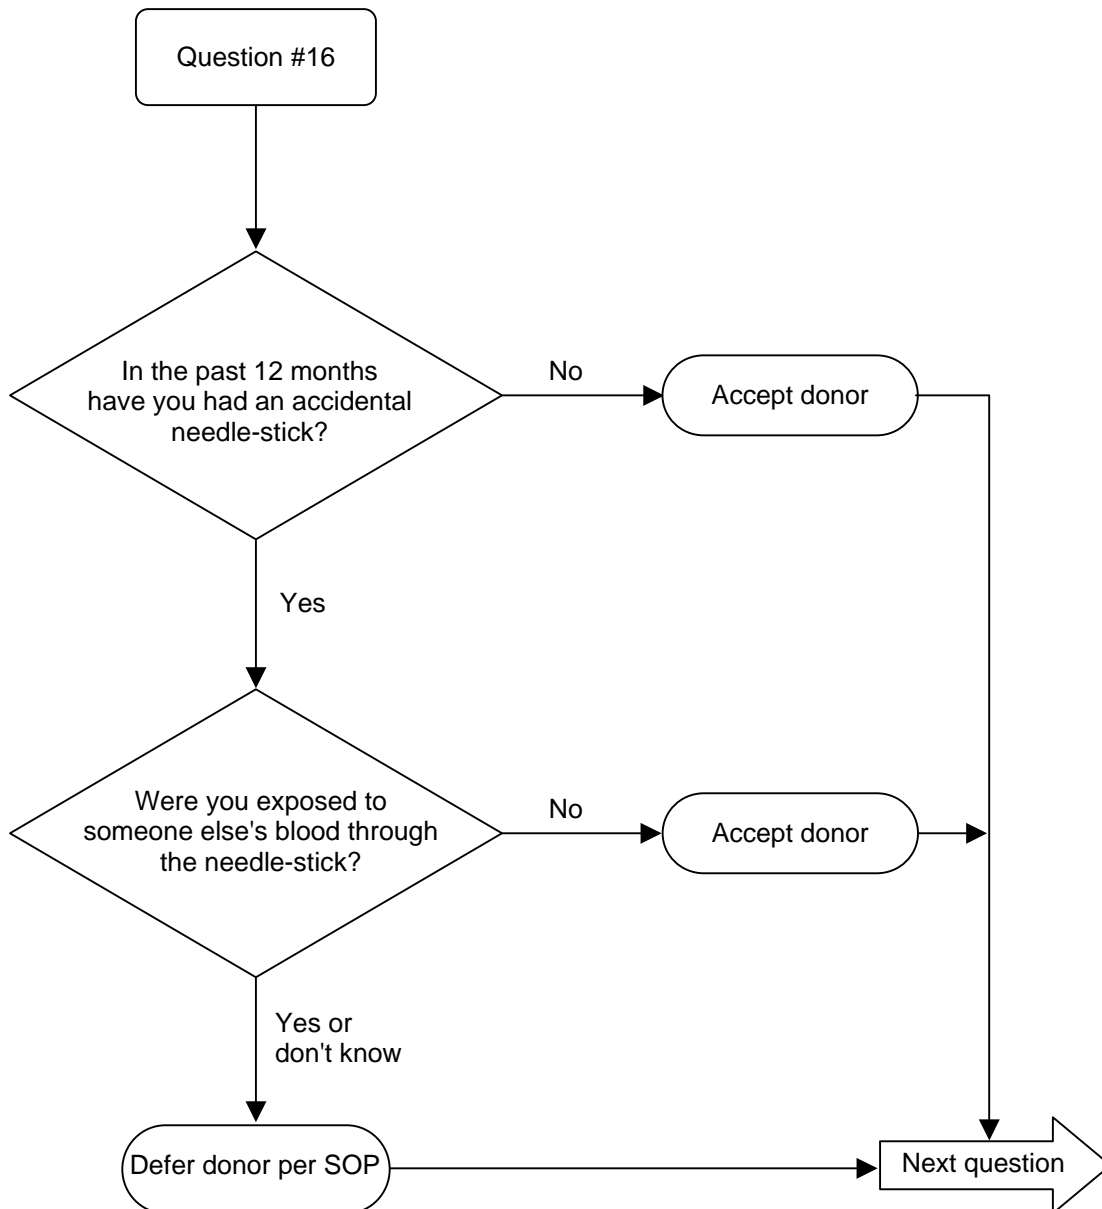 Question #16
In the past 12 months
have you had an accidental
needle-stick?
No
Accept donor
Yes
Were you exposed to
someone else's blood through
the needle-stick?
No
Accept donor
Yes or
don't know
Defer donor per SOP
Next question